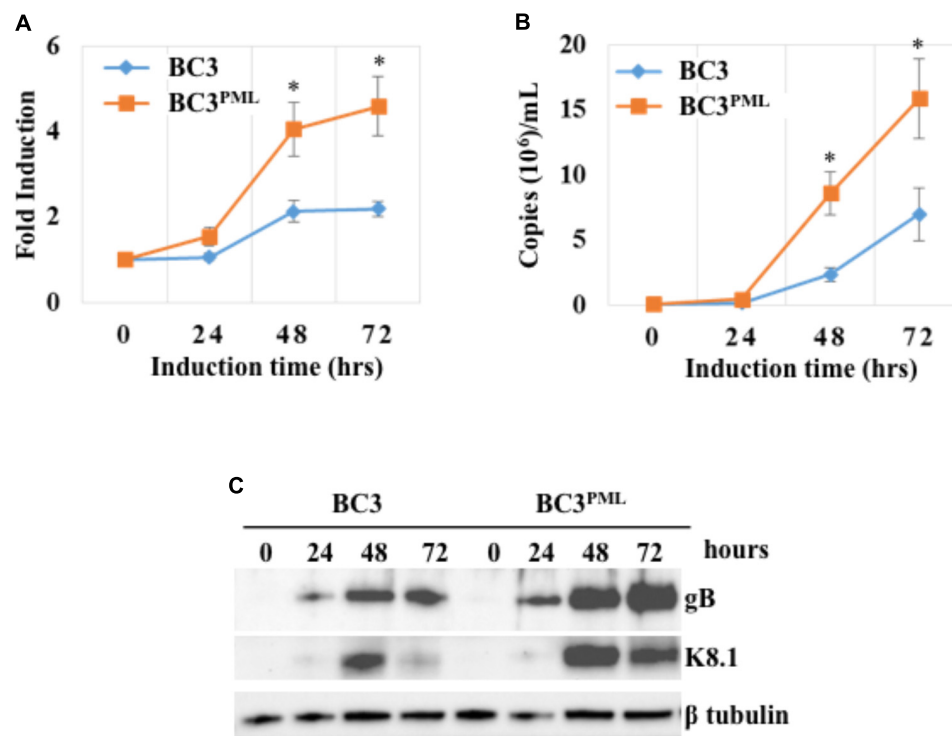 A
6
4
2
0
Fold Induction
BC3
BC3ᴾᴹᴸ
*
*
0 24 48 72
Induction time (hrs)
B
20
15
10
5
0
Copies (10⁶)/mL
BC3
BC3ᴾᴹᴸ
*
*
0 24 48 72
Induction time (hrs)
C
BC3 BC3ᴾᴹᴸ
0 24 48 72 0 24 48 72 hours
gB
K8.1
β tubulin